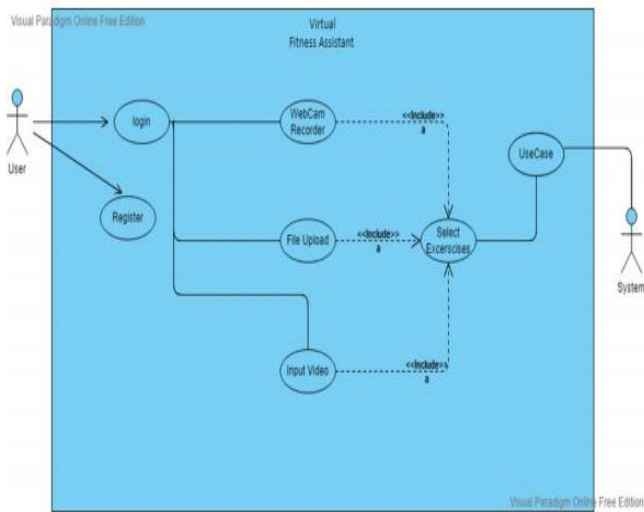 Visual Paradigm Online Free Edition
Virtual
Fitness Assistant
WebCam
Recorder
<<Include>>
a
login
UseCase
User
Register
File Upload
<<Include>>
a
Select
Excerscises
System
Input Video
<<Include>>
a
Visual Paradigm Online Free Edition